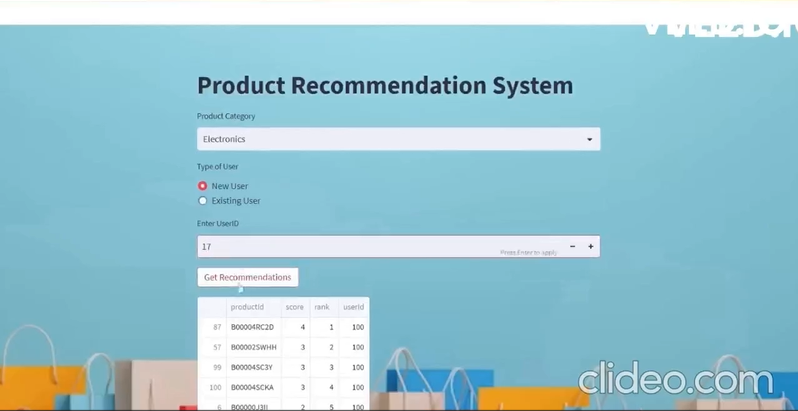 Product Recommendation System
Product Category
Electronics
Type of User
New User
Existing User
Enter UserID
17
Press Enter to apply
- +
Get Recommendations
productid score rank userid
87 B00004RC2D 4 1 100
57 B00002SWHH 3 2 100
99 B00004SC3Y 3 3 100
100 B00004SCKA 3 4 100
6 2 5 100
clideo.com